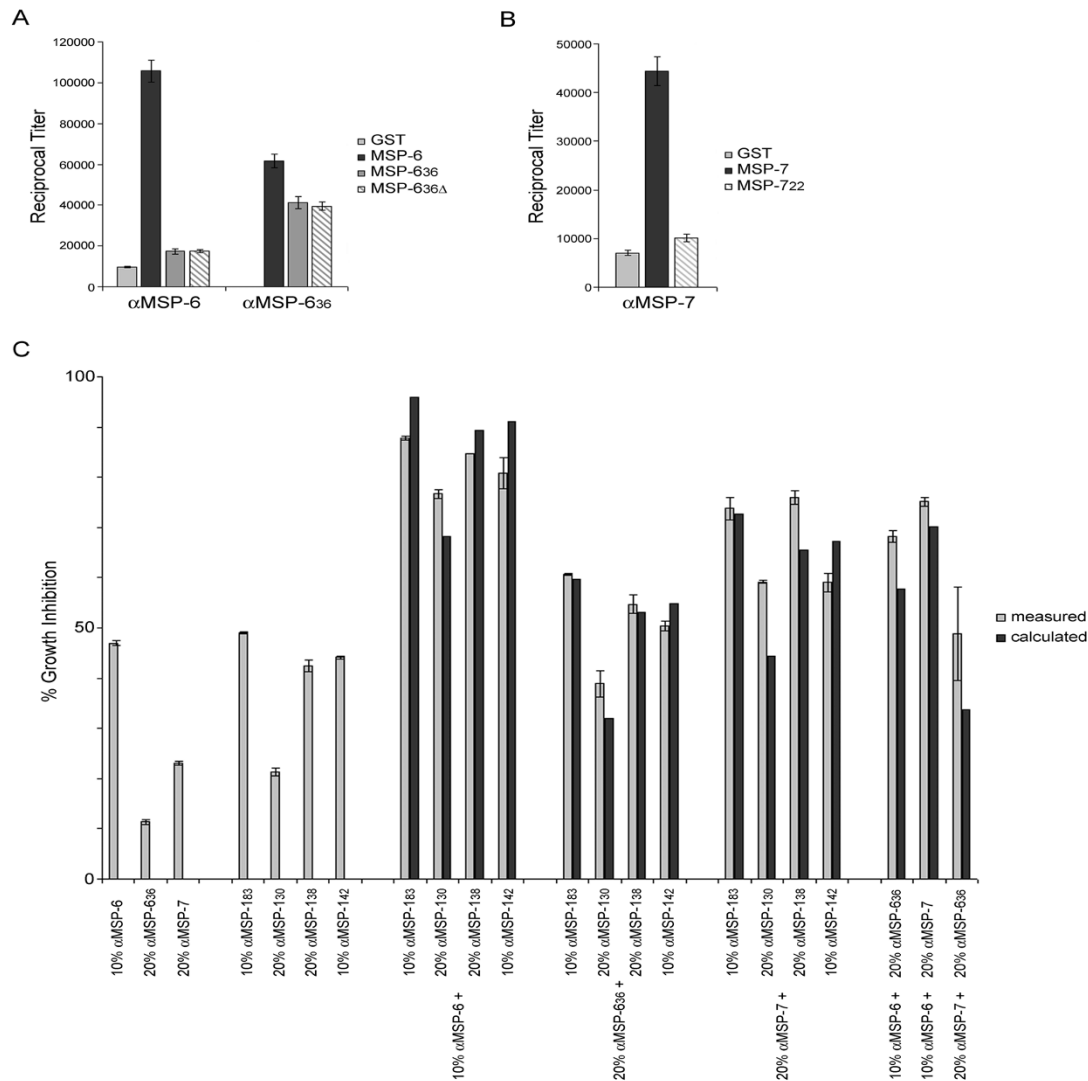 A
120000
100000
80000
60000
40000
20000
0
Reciprocal Titer
αMSP-6
αMSP-636
GST
MSP-6
MSP-636
MSP-636Δ
B
50000
40000
30000
20000
10000
0
Reciprocal Titer
αMSP-7
GST
MSP-7
MSP-722
C
100
50
0
% Growth Inhibition
measured
calculated
10% αMSP-6
20% αMSP-636
20% αMSP-7
10% αMSP-183
20% αMSP-130
20% αMSP-138
10% αMSP-142
10% αMSP-183
20% αMSP-130
20% αMSP-138
10% αMSP-142
10% αMSP-6 +
10% αMSP-183
20% αMSP-130
20% αMSP-138
10% αMSP-142
20% αMSP-636 +
10% αMSP-183
20% αMSP-130
20% αMSP-138
10% αMSP-142
20% αMSP-7 +
10% αMSP-6 + 20% αMSP-636
10% αMSP-6 + 20% αMSP-7
20% αMSP-7 + 20% αMSP-636